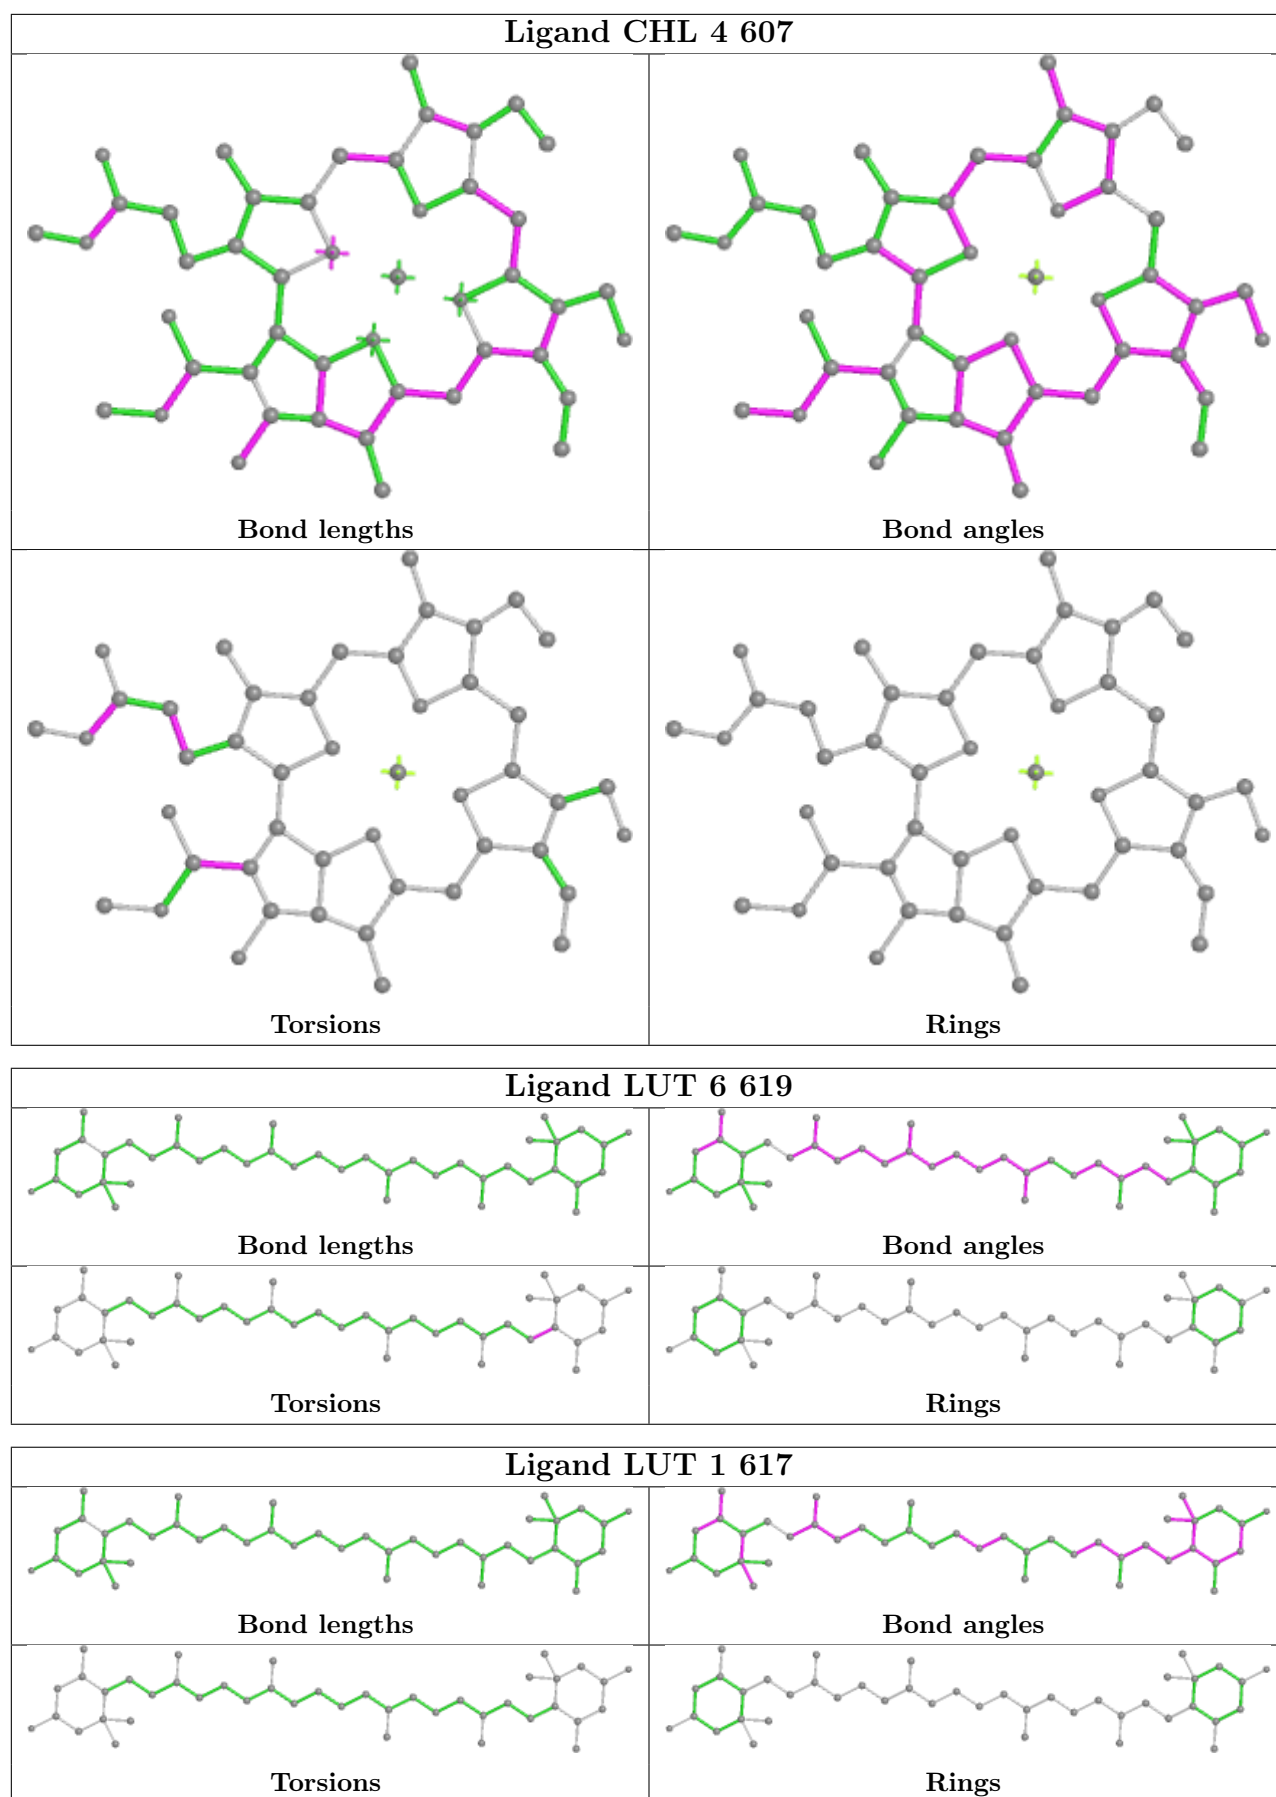 Ligand CHL 4 607
Bond lengths
Bond angles
Torsions
Rings
Ligand LUT 6 619
Bond lengths
Bond angles
Torsions
Rings
Ligand LUT 1 617
Bond lengths
Bond angles
Torsions
Rings